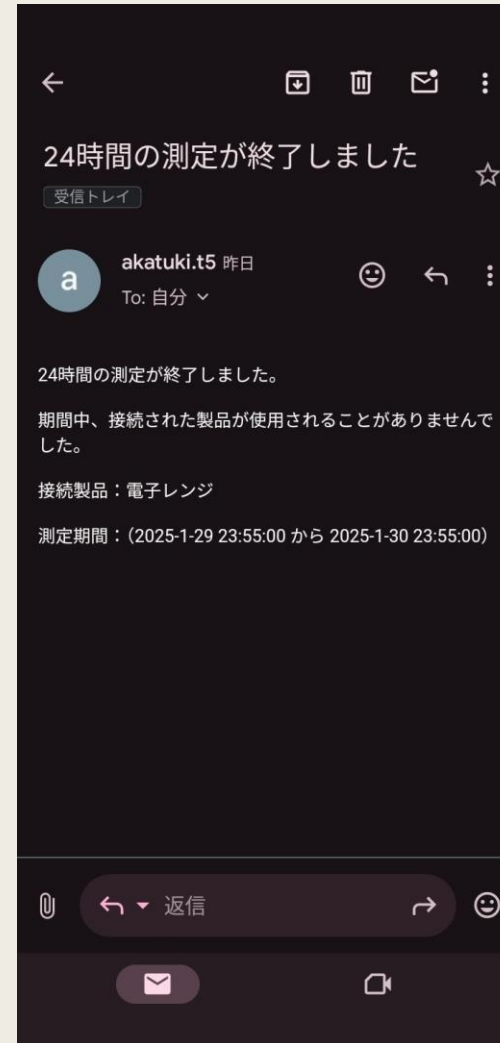 24時間の測定が終了しました
受信トレイ
a
akatuki.t5 昨日
To: 自分
24時間の測定が終了しました。
期間中、接続された製品が使用されることがありませんで
した。
接続製品：電子レンジ
測定期間：（2025-1-29 23:55:00 から 2025-1-30 23:55:00）
返信